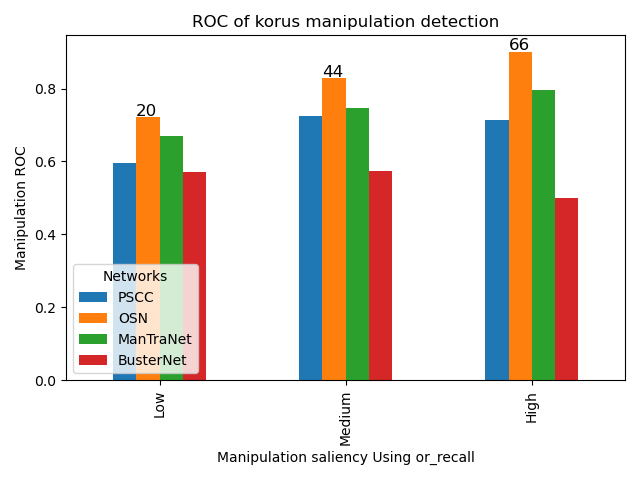 ROC of korus manipulation detection
Manipulation ROC
0.8
0.6
0.4
0.2
0.0
20
44
66
Networks
PSCC
OSN
ManTraNet
BusterNet
Low
Medium
High
Manipulation saliency Using or_recall